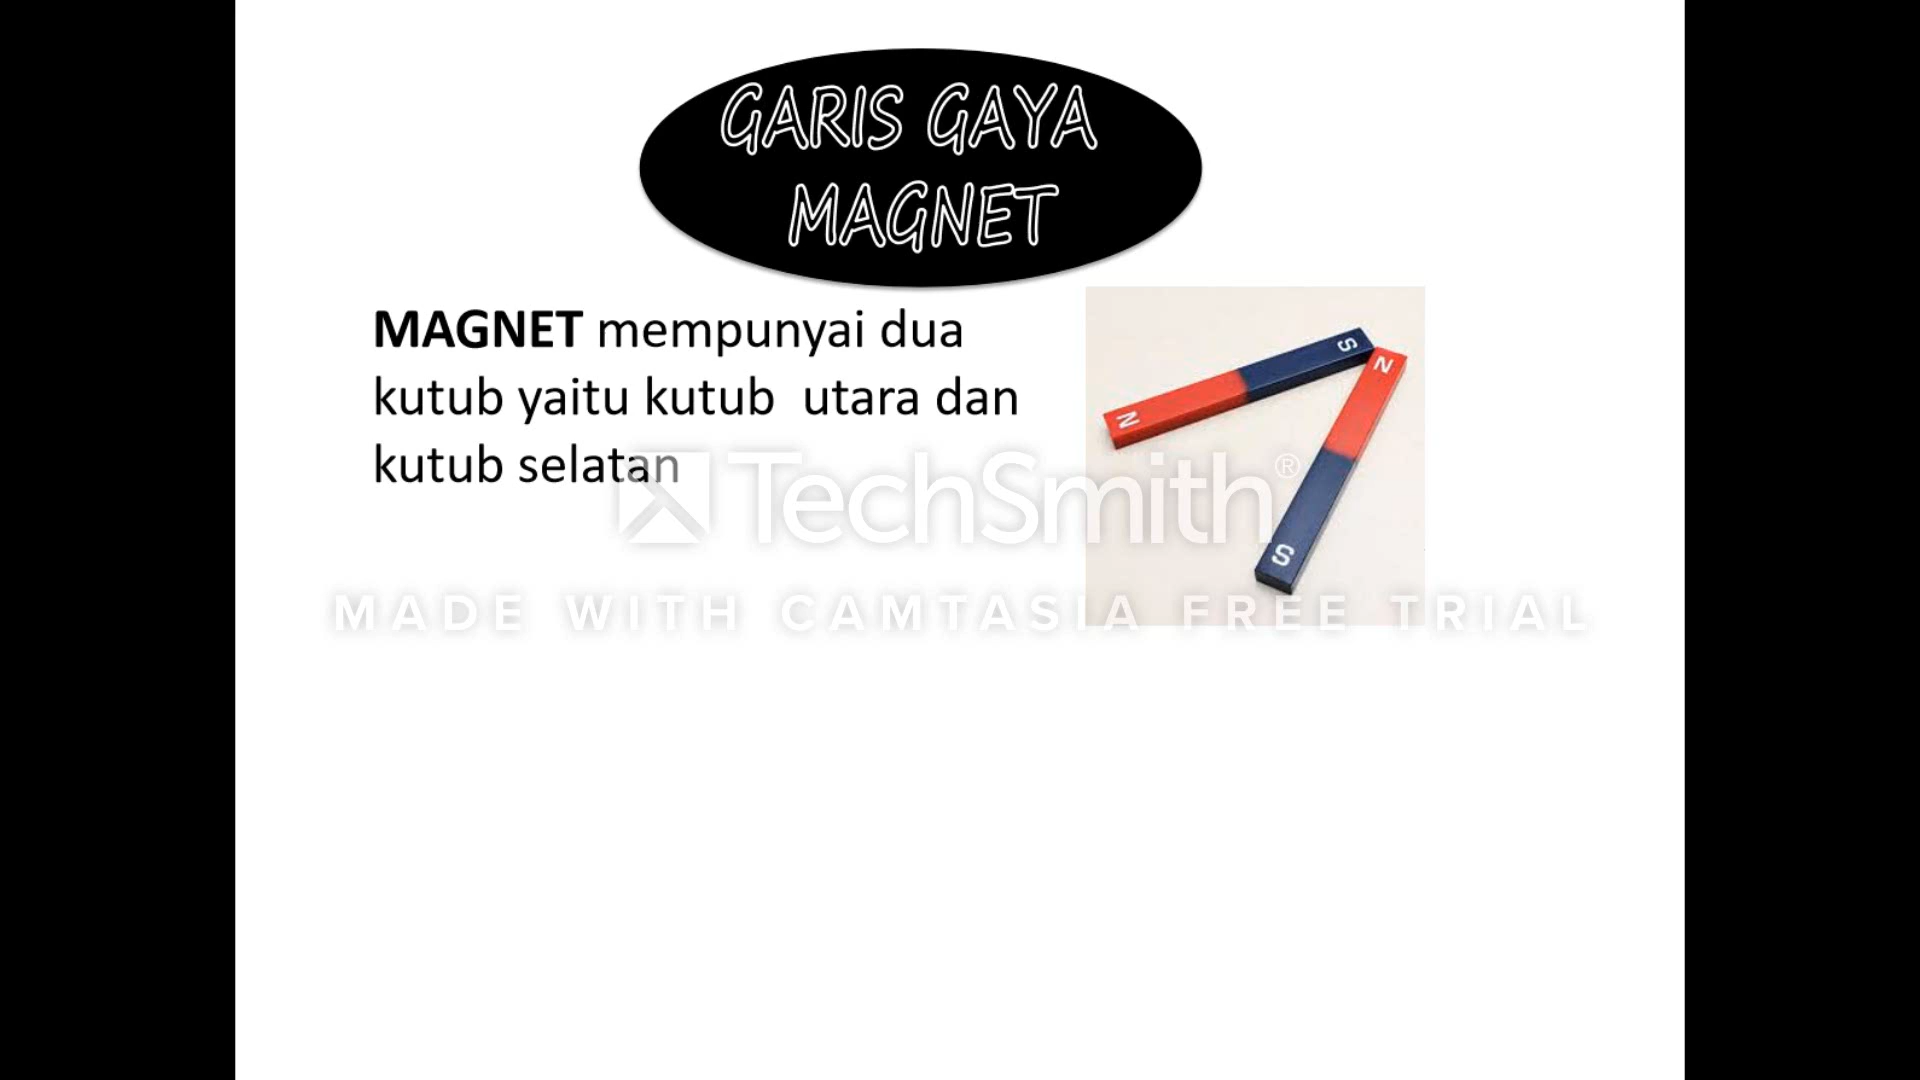 GARIS GAYA
MAGNET
MAGNET mempunyai dua
kutub yaitu kutub utara dan
kutub selatan
S
N
N
S
TechSmith®
MADE WITH CAMTASIA FREE TRIAL